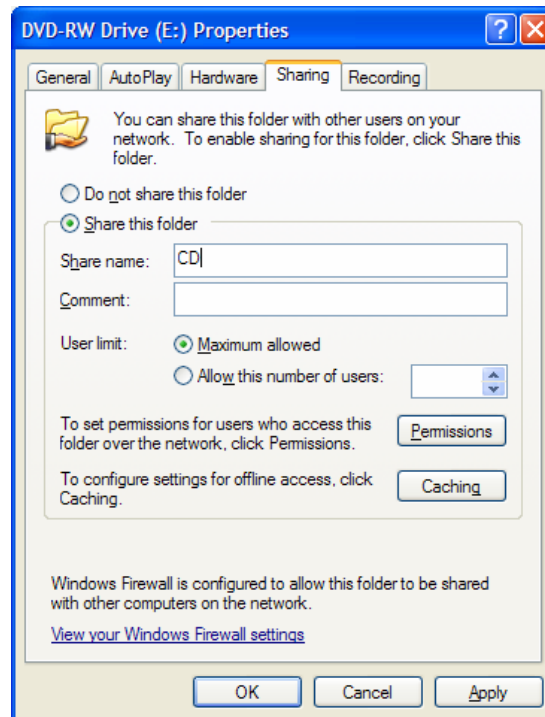 DVD-RW Drive (E:) Properties
General AutoPlay Hardware Sharing Recording
You can share this folder with other users on your
network. To enable sharing for this folder, click Share this
folder.
Do not share this folder
Share this folder
Share name: CD
Comment:
User limit: Maximum allowed
Allow this number of users:
To set permissions for users who access this
folder over the network, click Permissions.
Permissions
To configure settings for offline access, click
Caching.
Caching
Windows Firewall is configured to allow this folder to be shared
with other computers on the network.
View your Windows Firewall settings
OK Cancel Apply